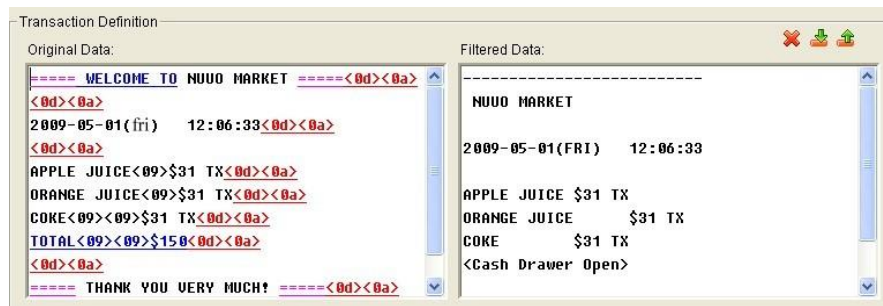 Transaction Definition
Original Data:
===== WELCOME TO NUUO MARKET =====<0d><0a>
<0d><0a>
2009-05-01(fri)   12:06:33<0d><0a>
<0d><0a>
APPLE JUICE<09>$31 TX<0d><0a>
ORANGE JUICE<09>$31 TX<0d><0a>
COKE<09><09>$31 TX<0d><0a>
TOTAL<09><09>$150<0d><0a>
<0d><0a>
===== THANK YOU VERY MUCH! =====<0d><0a>
Filtered Data:
--------------------------
NUUO MARKET
2009-05-01(FRI)   12:06:33
APPLE JUICE $31 TX
ORANGE JUICE      $31 TX
COKE        $31 TX
<Cash Drawer Open>